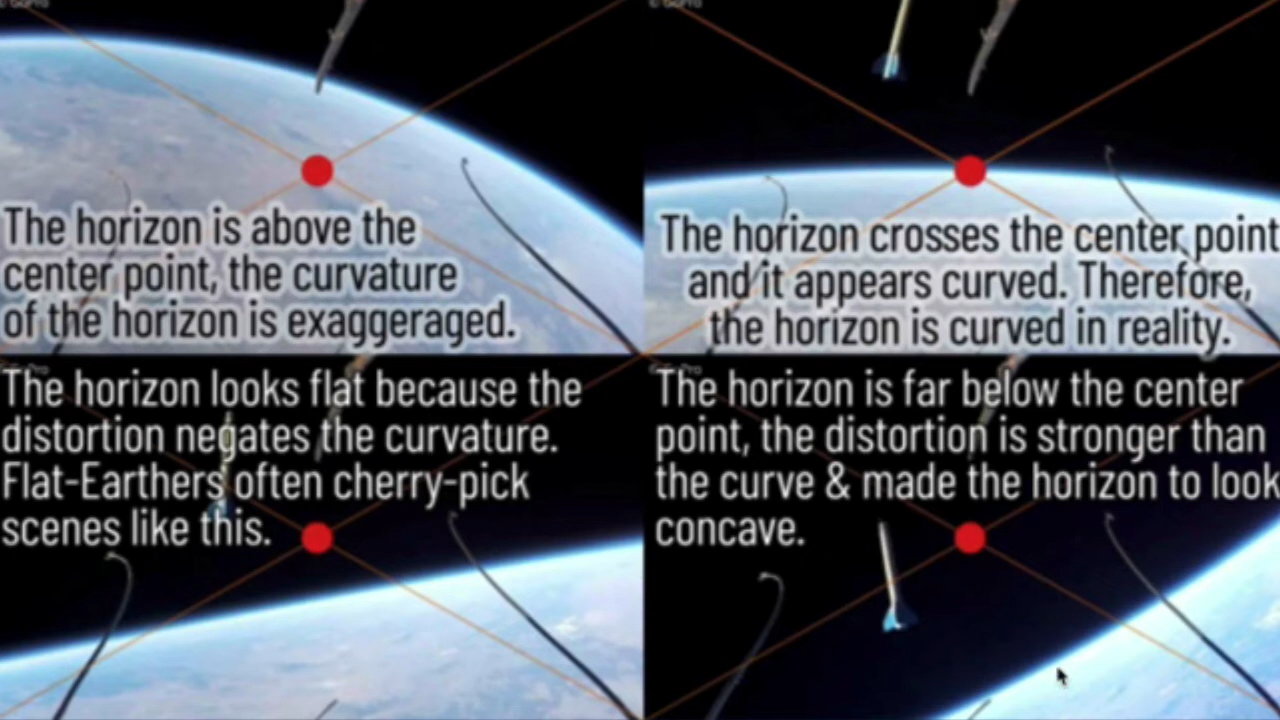 © GoPro
The horizon is above the
center point, the curvature
of the horizon is exaggeraged.
The horizon crosses the center point
and it appears curved. Therefore,
the horizon is curved in reality.
The horizon looks flat because the
distortion negates the curvature.
Flat-Earthers often cherry-pick
scenes like this.
The horizon is far below the center
point, the distortion is stronger than
the curve & made the horizon to look
concave.